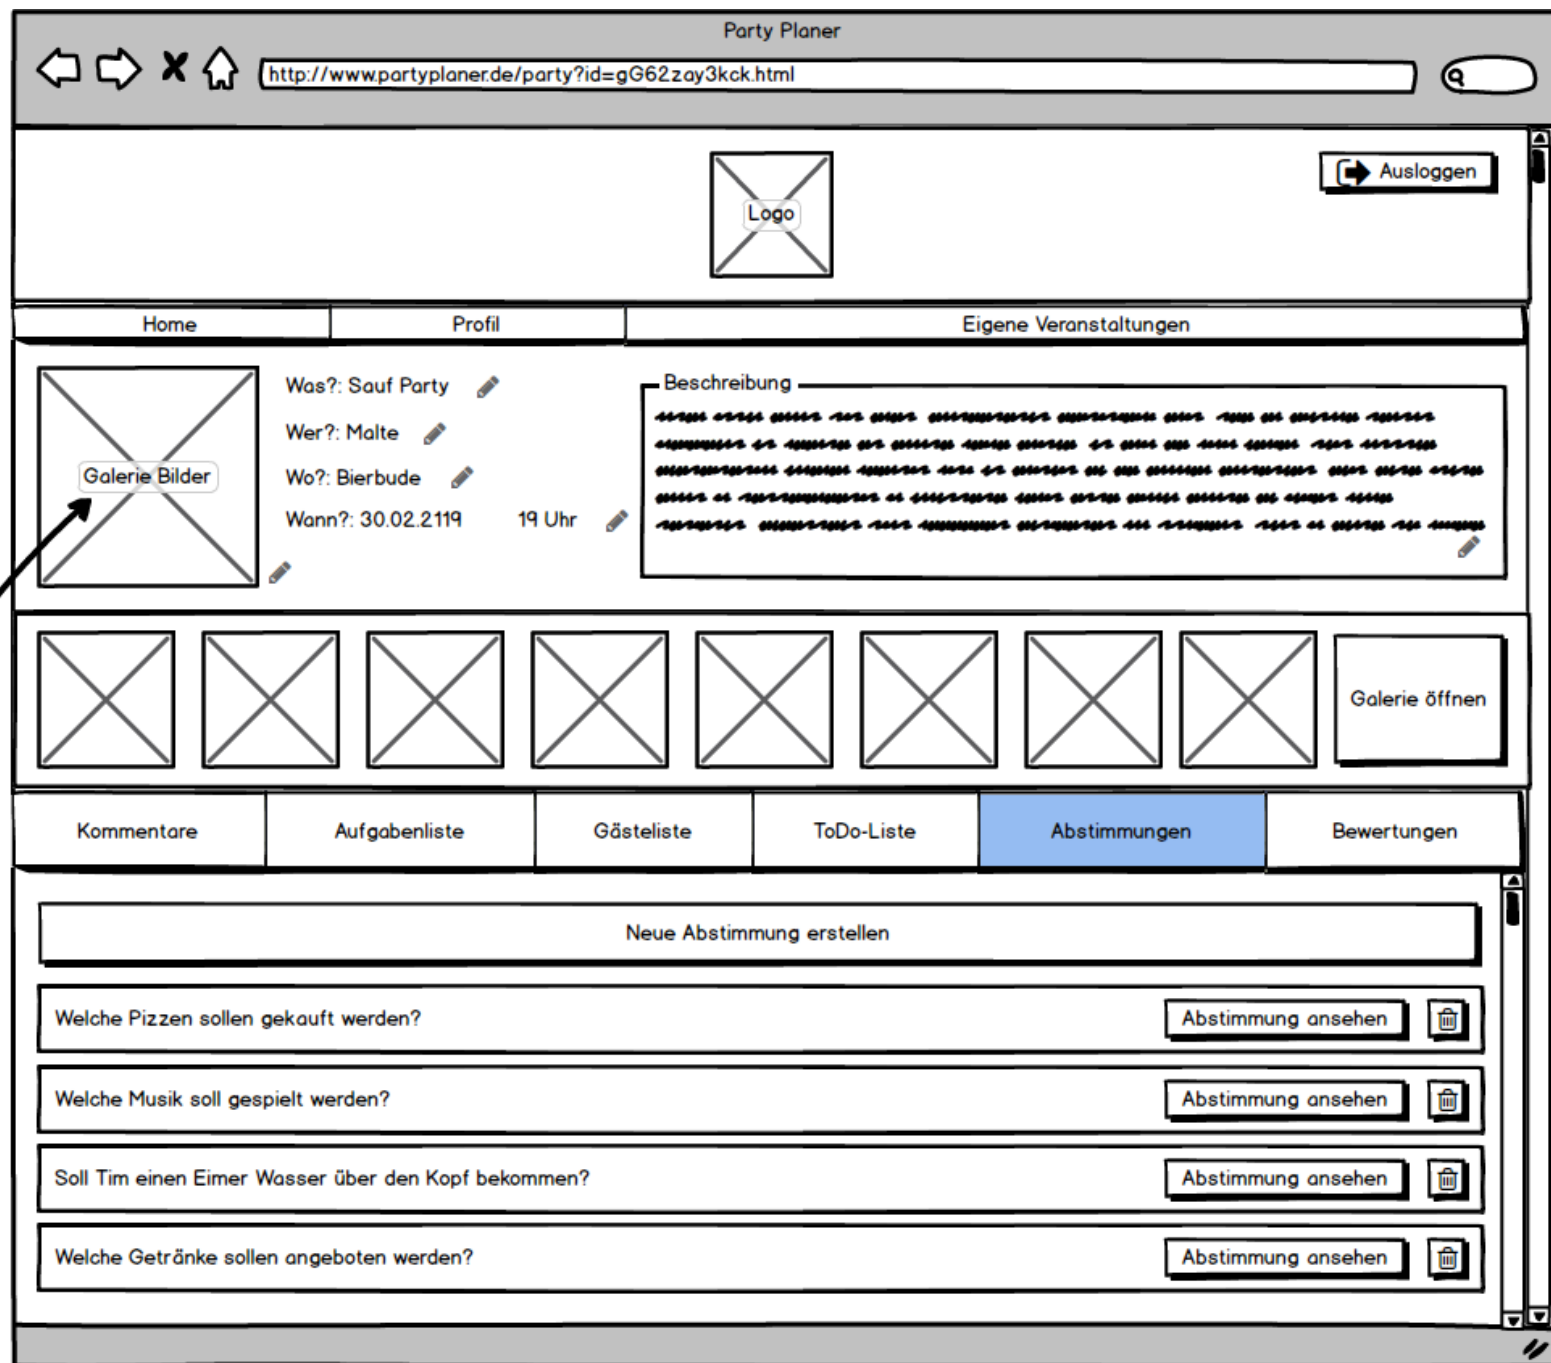 Party Planer
http://www.partyplaner.de/party?id=gG62zay3kck.html
Ausloggen
Logo
Home Profil Eigene Veranstaltungen
Galerie Bilder
Was?: Sauf Party
Wer?: Malte
Wo?: Bierbude
Wann?: 30.02.2119 19 Uhr
Beschreibung
Galerie öffnen
Kommentare Aufgabenliste Gästeliste ToDo-Liste Abstimmungen Bewertungen
Neue Abstimmung erstellen
Welche Pizzen sollen gekauft werden? Abstimmung ansehen
Welche Musik soll gespielt werden? Abstimmung ansehen
Soll Tim einen Eimer Wasser über den Kopf bekommen? Abstimmung ansehen
Welche Getränke sollen angeboten werden? Abstimmung ansehen